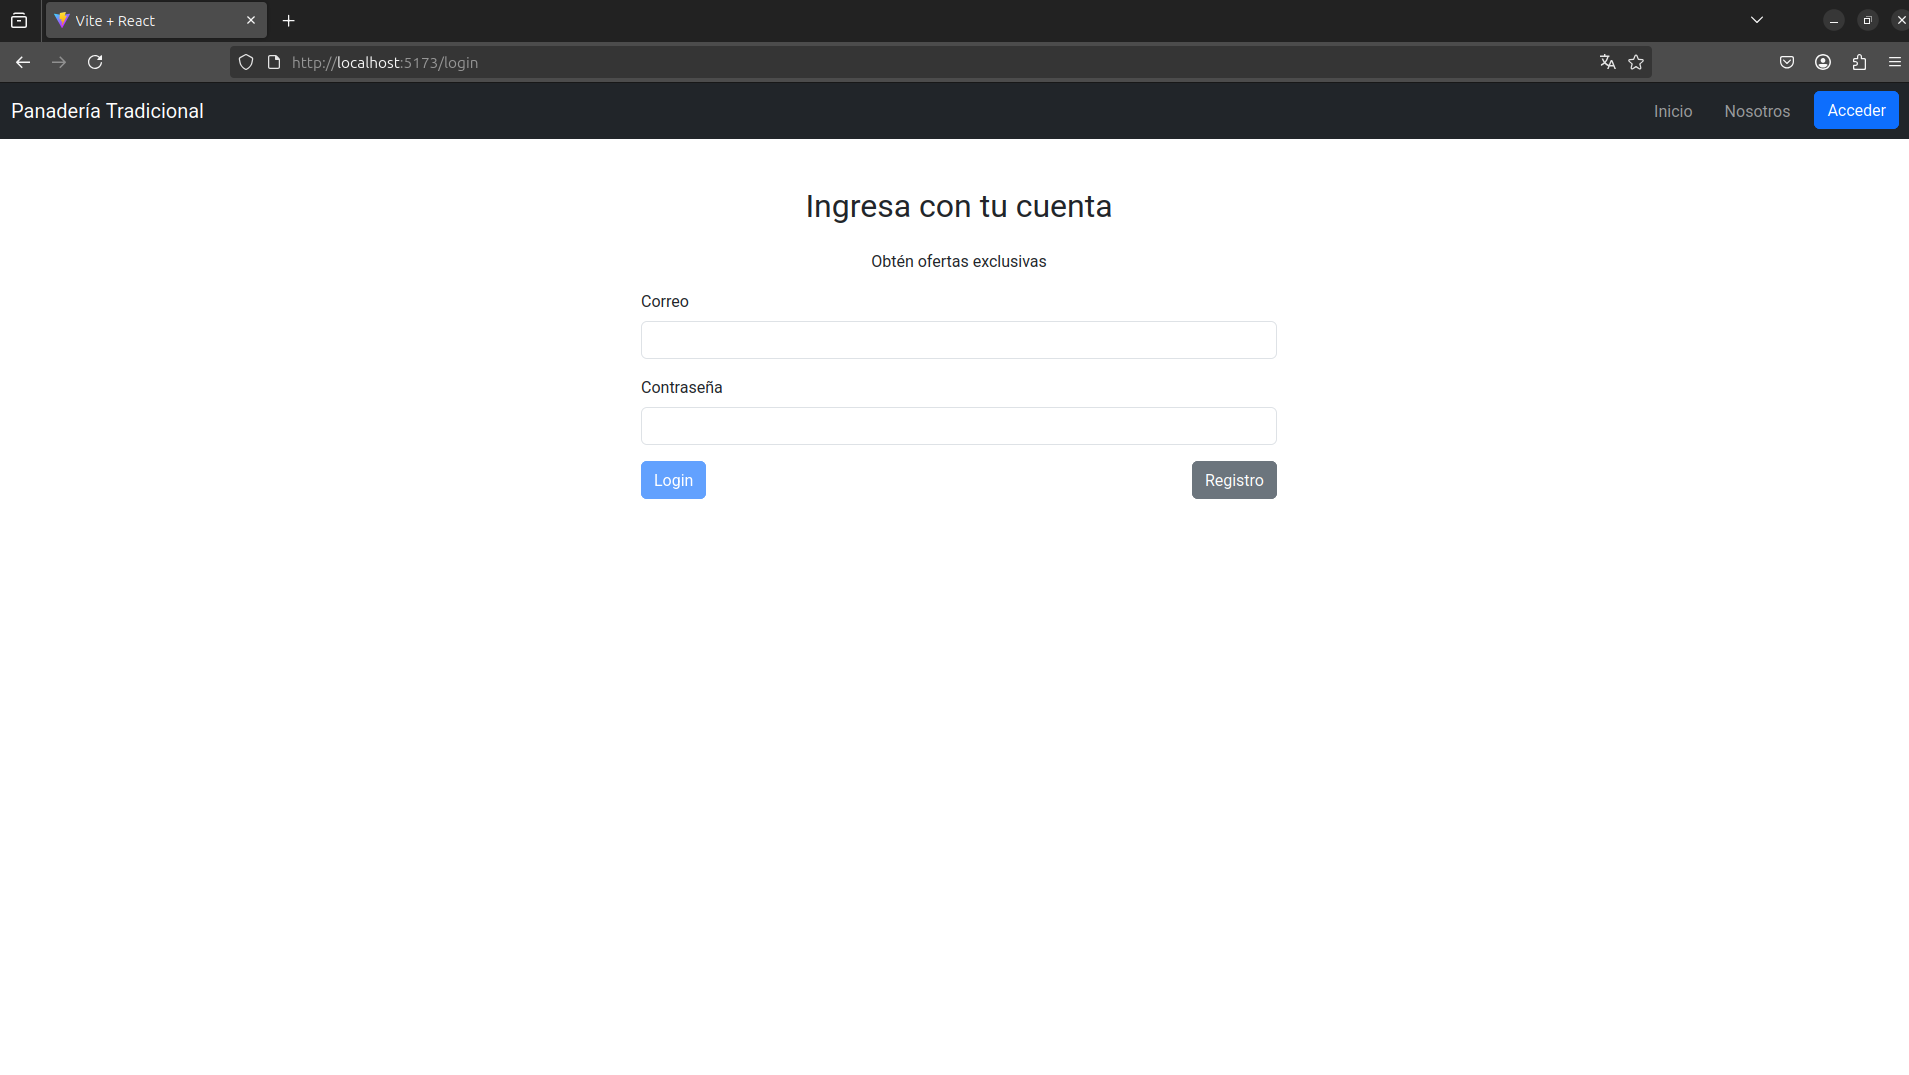 Vite + React
http://localhost:5173/login
Panadería Tradicional
Inicio
Nosotros
Acceder
Ingresa con tu cuenta
Obtén ofertas exclusivas
Correo
Contraseña
Login
Registro